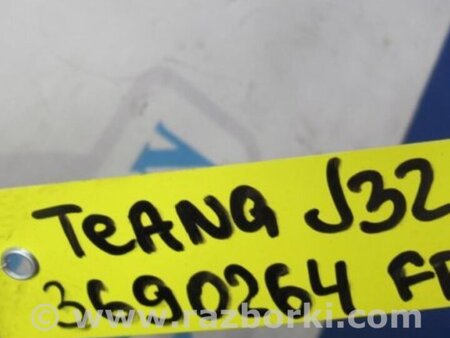 TeANA J32
3690264 FF
© www.razborki.com